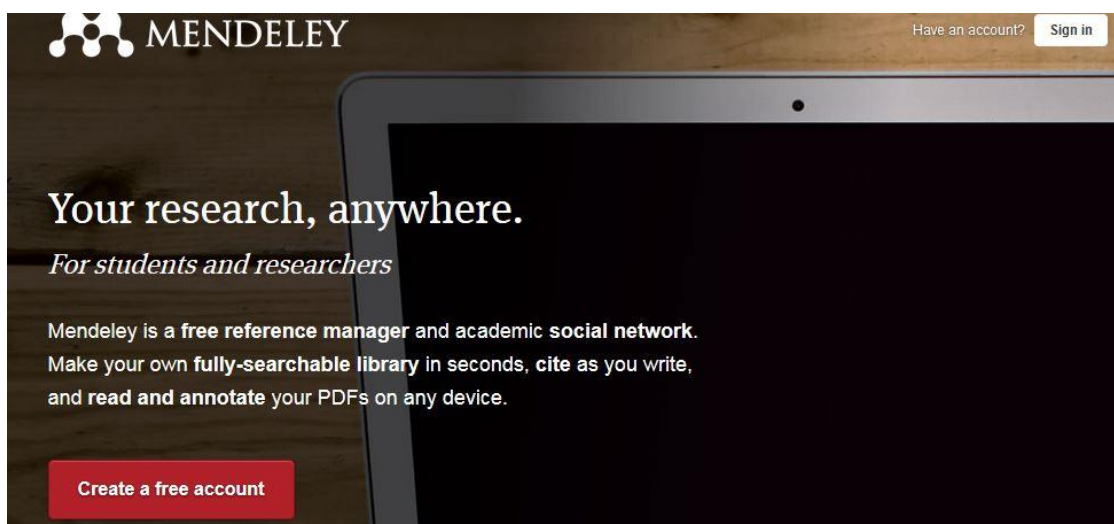 MENDELEY
Have an account? Sign in
Your research, anywhere.
For students and researchers
Mendeley is a free reference manager and academic social network.
Make your own fully-searchable library in seconds, cite as you write,
and read and annotate your PDFs on any device.
Create a free account